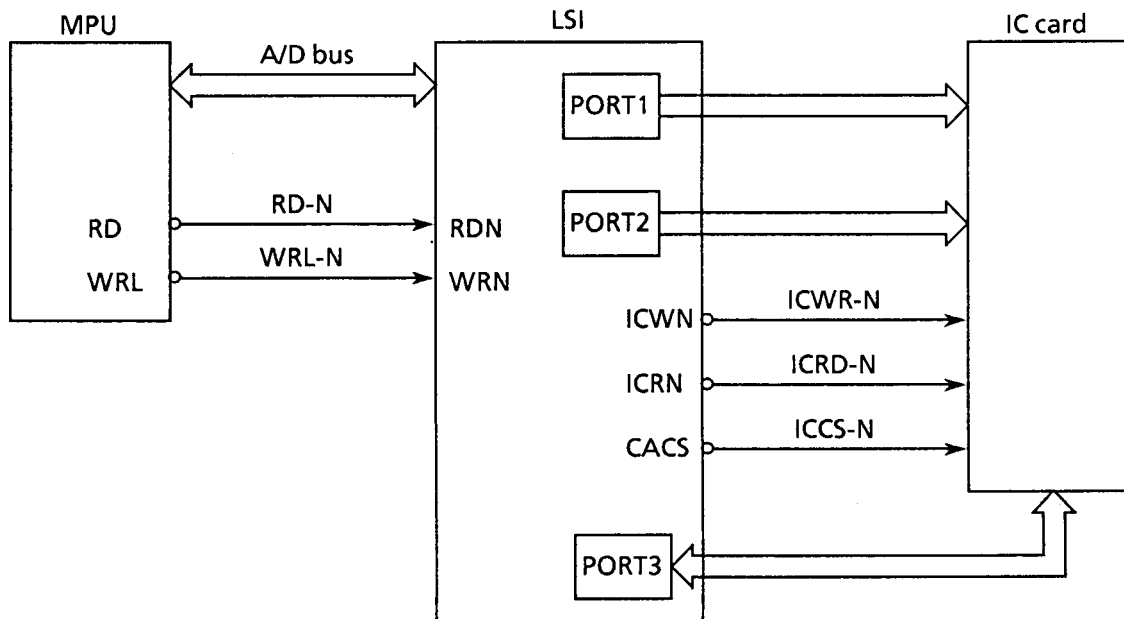 MPU
LSI
IC card
A/D bus
PORT1
PORT2
RD
RD-N
RDN
WRL
WRL-N
WRN
ICWN
ICWR-N
ICRN
ICRD-N
CACS
ICCS-N
PORT3